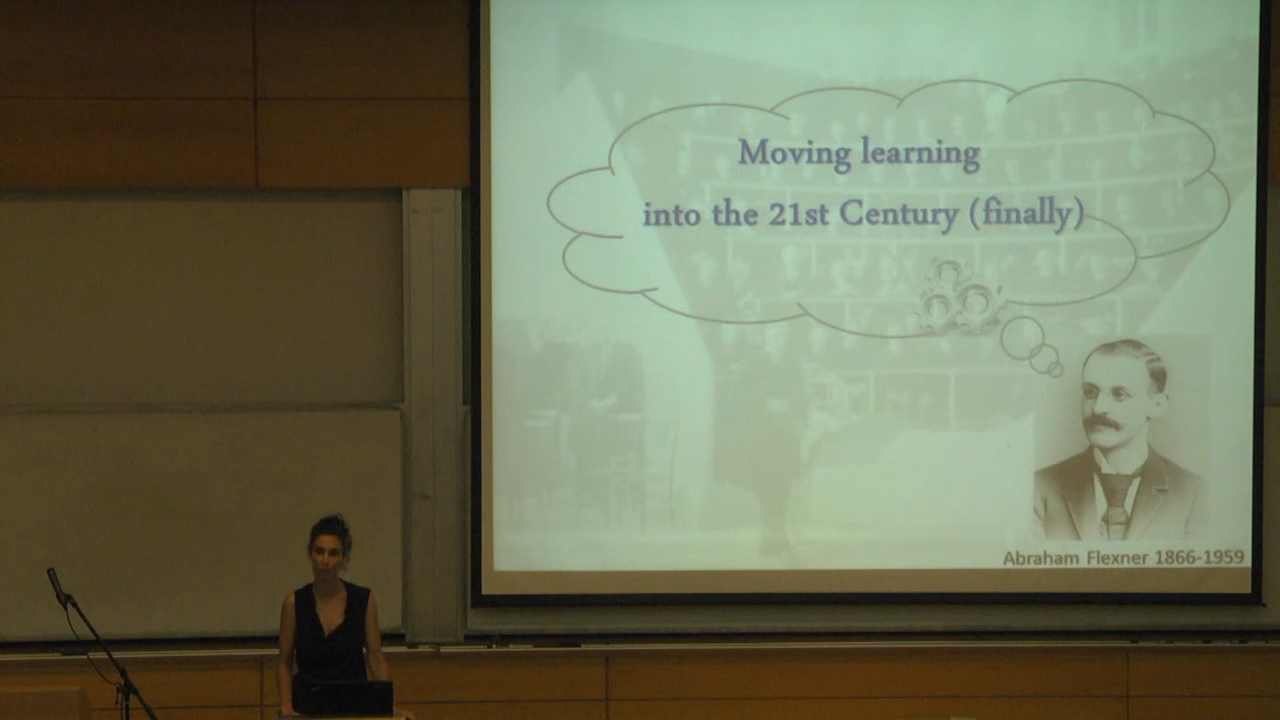 Moving learning
into the 21st Century (finally)
Abraham Flexner 1866-1959